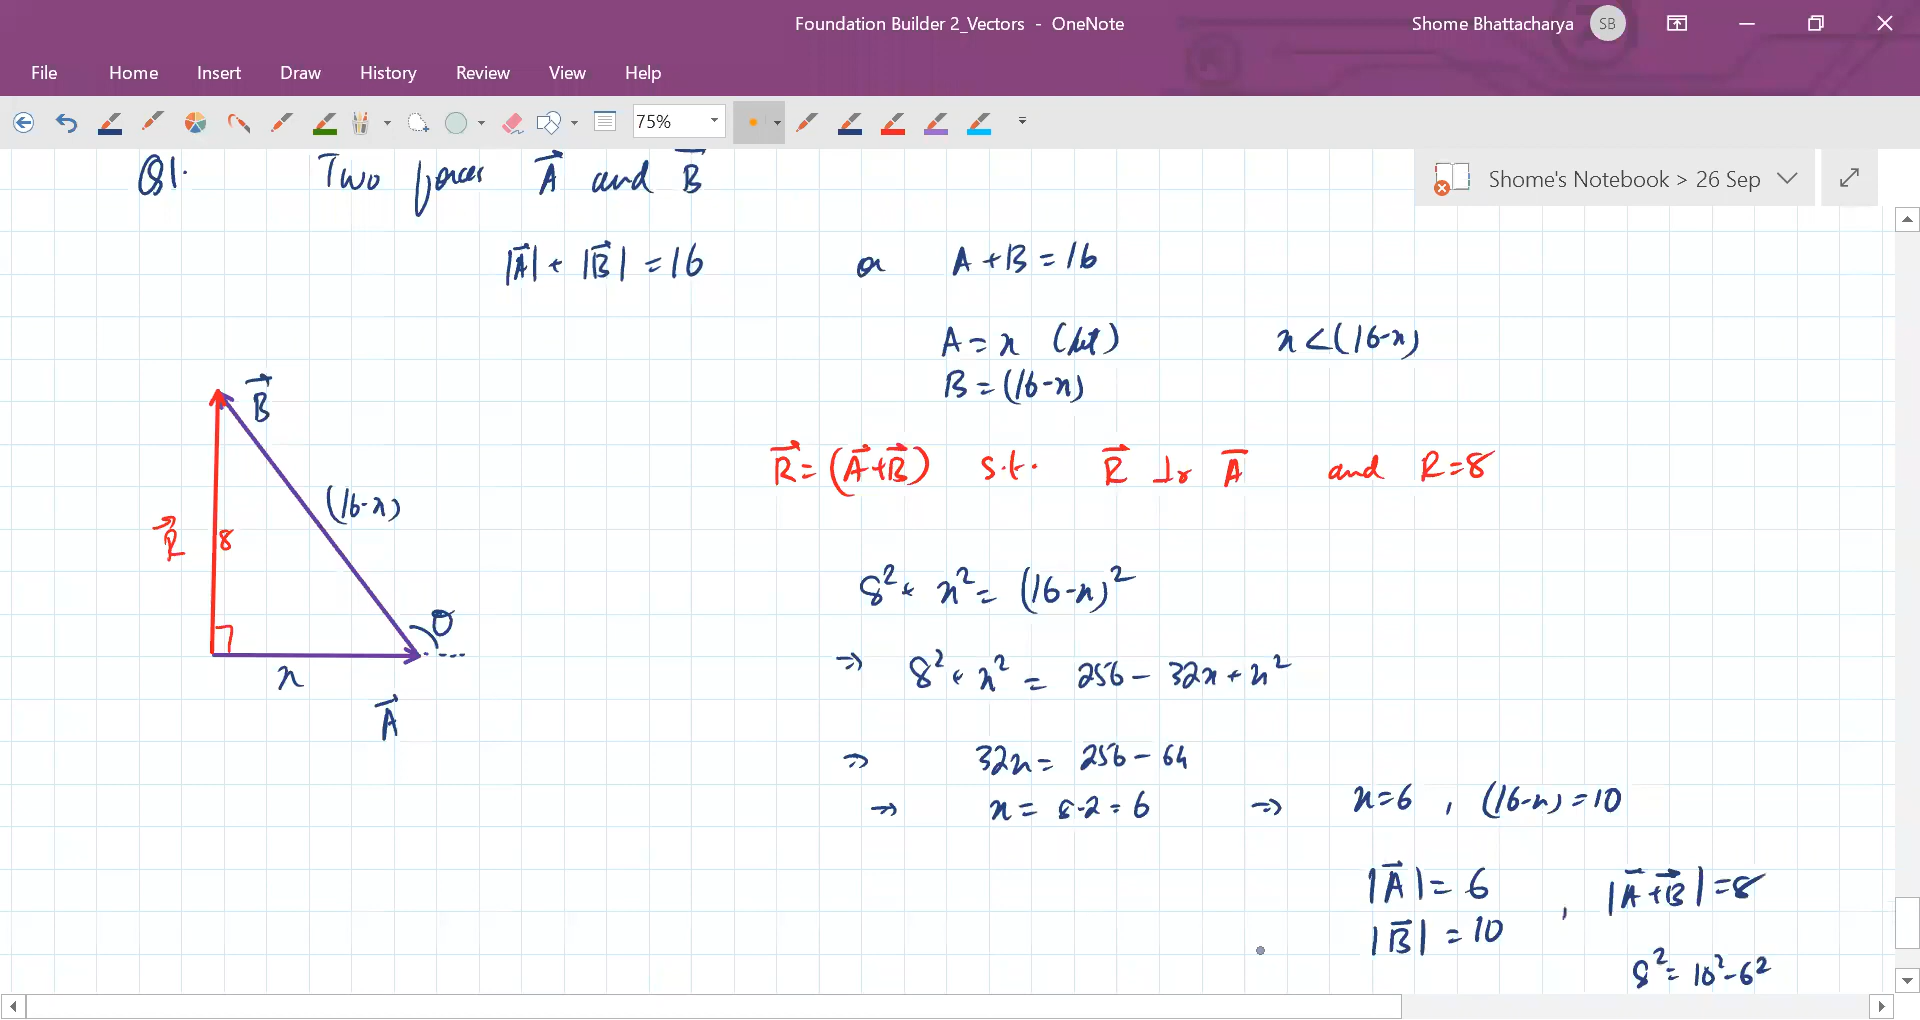 Foundation Builder 2_Vectors - OneNote
Shome Bhattacharya SB
File Home Insert Draw History Review View Help
75%
Shome's Notebook > 26 Sep
Q1. Two forces A⃗ and B⃗
|A⃗| + |B⃗| = 16 or A + B = 16
A = x (let) x < (16-x)
B = (16-x)
B⃗
R⃗ = (A⃗+B⃗) s.t. R⃗ ⊥r A⃗ and R = 8
(16-x)
R⃗ 8
8² + x² = (16-x)²
θ
⇒ 8² + x² = 256 - 32x + x²
x
A⃗
⇒ 32x = 256 - 64
⇒ x = 8-2 = 6 ⇒ x = 6 , (16-x) = 10
|A⃗| = 6 , |A⃗+B⃗| = 8
|B⃗| = 10
8² = 10² - 6²